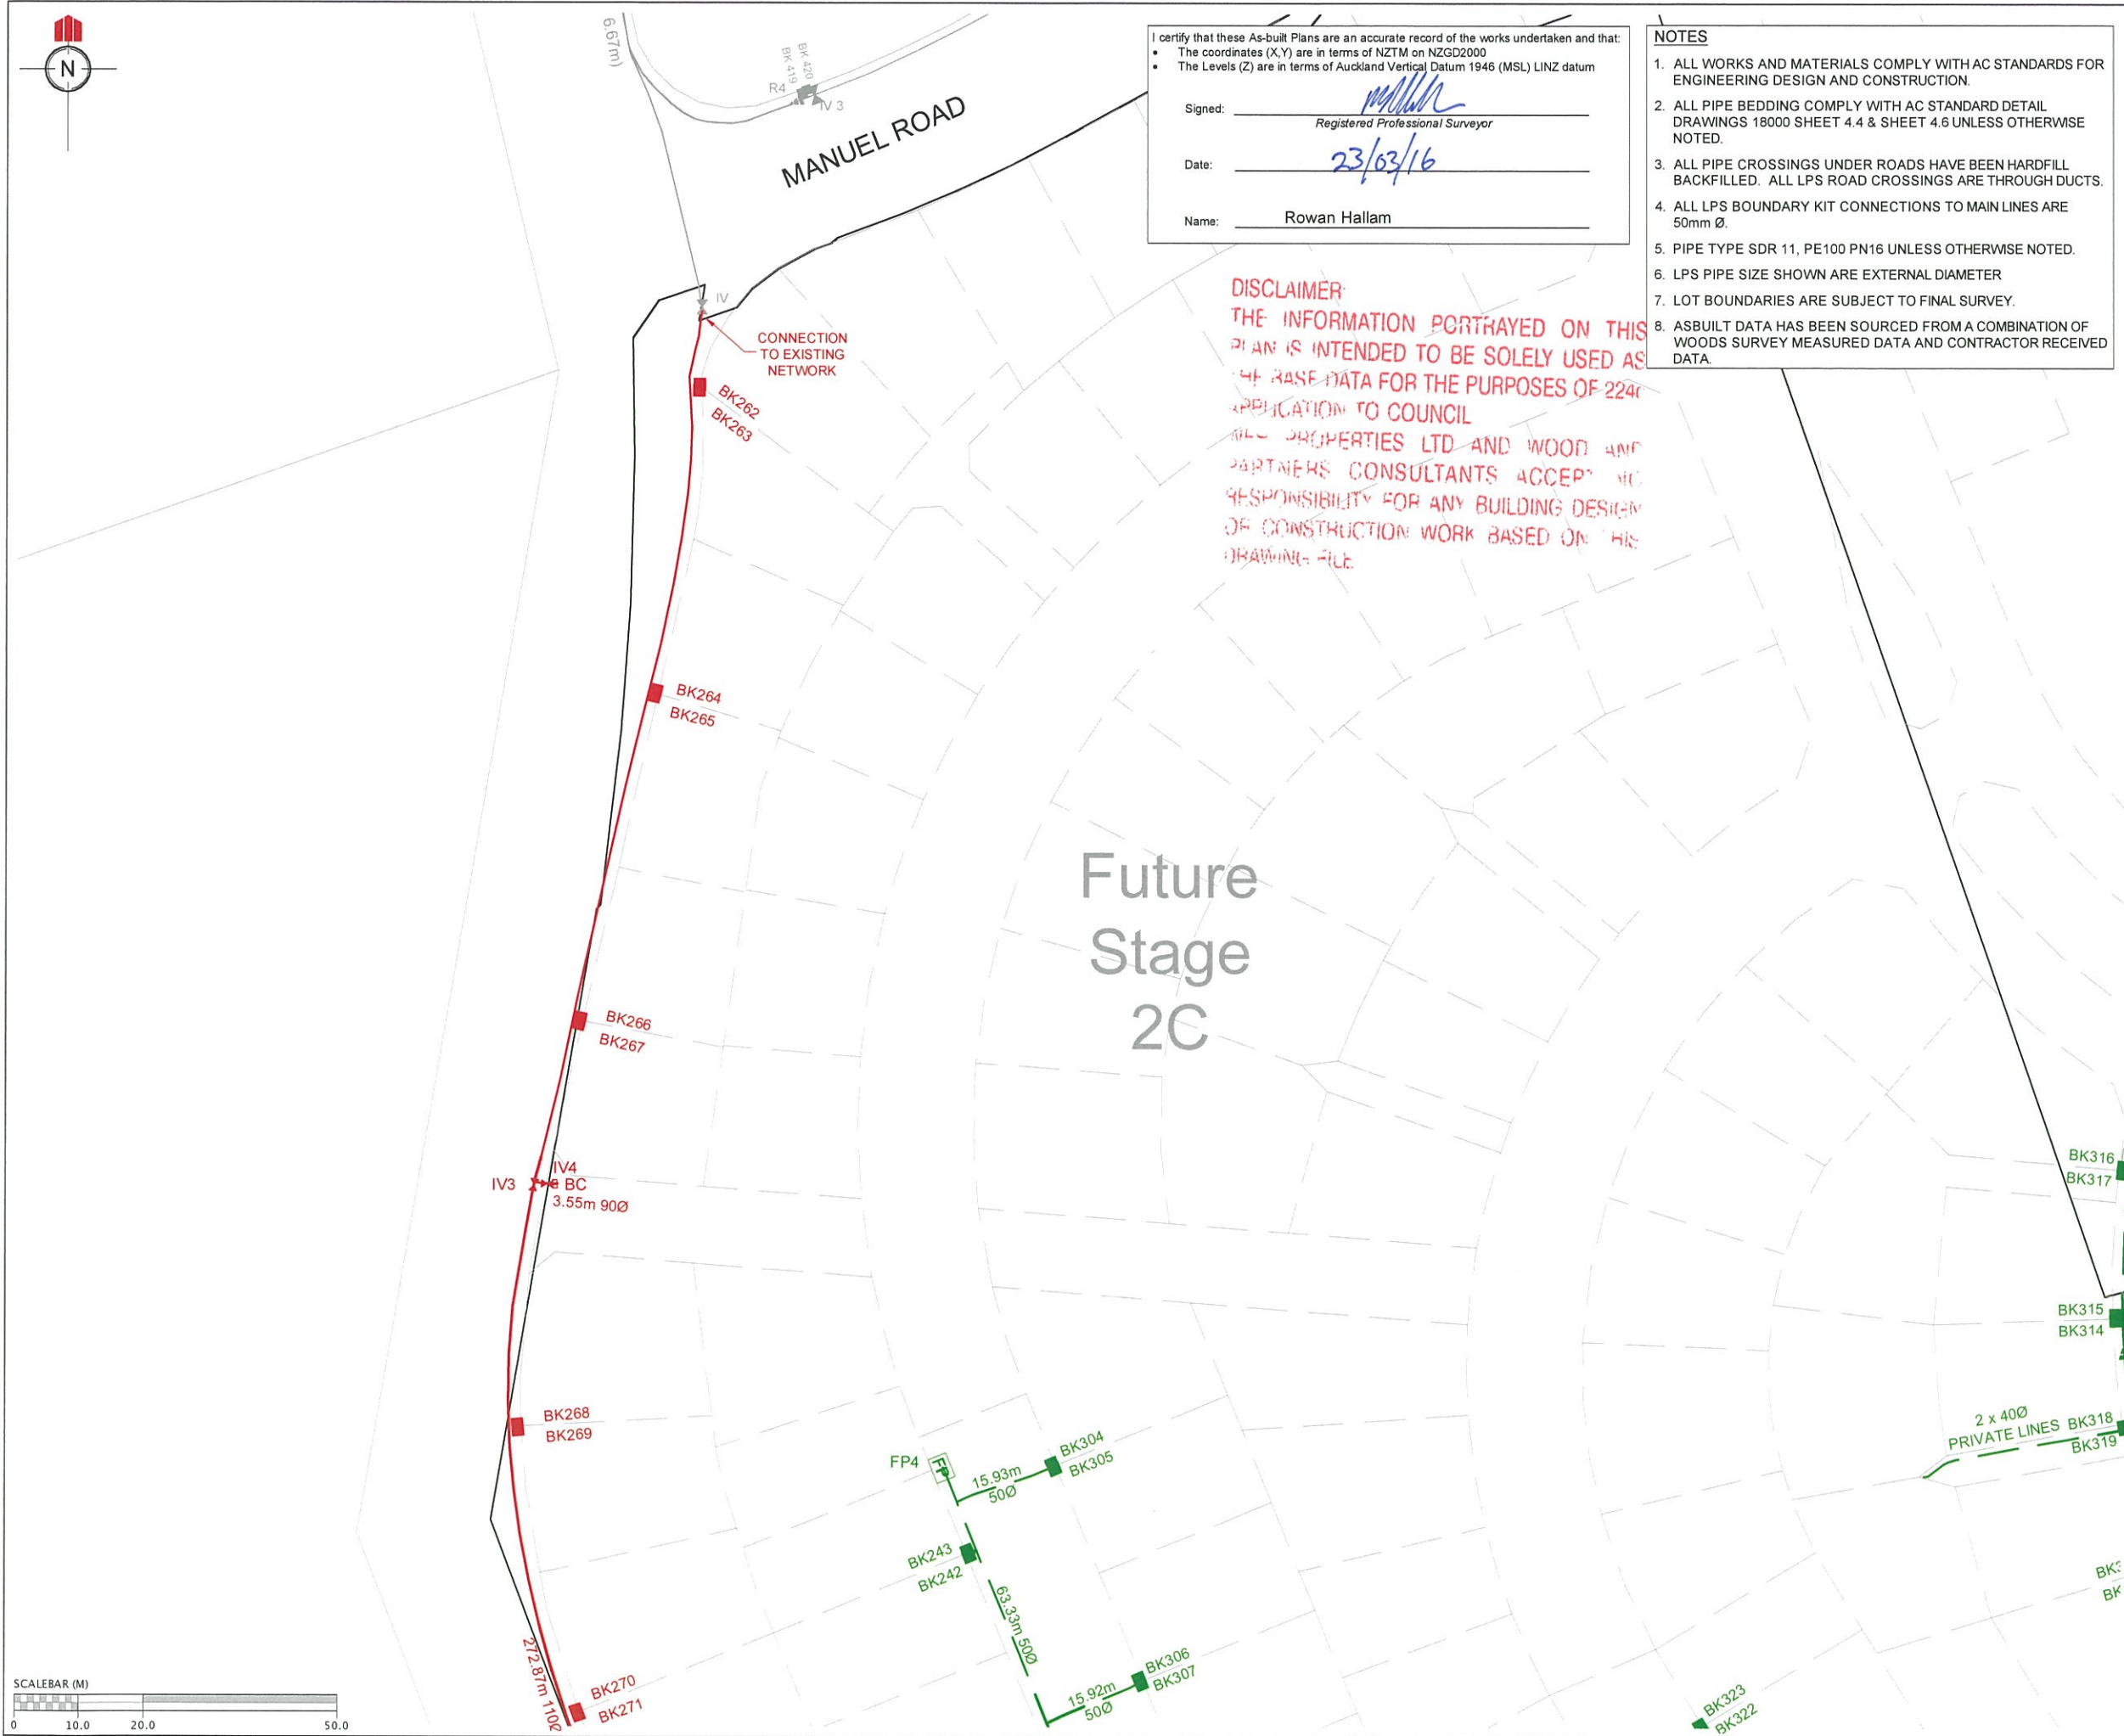 N
6.67m)
BK 419
BK 420
R4
IV 3
MANUEL ROAD
I certify that these As-built Plans are an accurate record of the works undertaken and that:
• The coordinates (X,Y) are in terms of NZTM on NZGD2000
• The Levels (Z) are in terms of Auckland Vertical Datum 1946 (MSL) LINZ datum
Signed:
Registered Professional Surveyor
Date: 23/03/16
Name: Rowan Hallam
NOTES
1. ALL WORKS AND MATERIALS COMPLY WITH AC STANDARDS FOR
ENGINEERING DESIGN AND CONSTRUCTION.
2. ALL PIPE BEDDING COMPLY WITH AC STANDARD DETAIL
DRAWINGS 18000 SHEET 4.4 & SHEET 4.6 UNLESS OTHERWISE
NOTED.
3. ALL PIPE CROSSINGS UNDER ROADS HAVE BEEN HARDFILL
BACKFILLED. ALL LPS ROAD CROSSINGS ARE THROUGH DUCTS.
4. ALL LPS BOUNDARY KIT CONNECTIONS TO MAIN LINES ARE
50mm Ø.
5. PIPE TYPE SDR 11, PE100 PN16 UNLESS OTHERWISE NOTED.
6. LPS PIPE SIZE SHOWN ARE EXTERNAL DIAMETER
7. LOT BOUNDARIES ARE SUBJECT TO FINAL SURVEY.
8. ASBUILT DATA HAS BEEN SOURCED FROM A COMBINATION OF
WOODS SURVEY MEASURED DATA AND CONTRACTOR RECEIVED
DATA.
DISCLAIMER
THE INFORMATION PORTRAYED ON THIS
PLAN IS INTENDED TO BE SOLELY USED AS
THE BASE DATA FOR THE PURPOSES OF 224C
APPLICATION TO COUNCIL
PROPERTIES LTD AND WOOD AND
PARTNERS CONSULTANTS ACCEPT NO
RESPONSIBILITY FOR ANY BUILDING DESIGN
OR CONSTRUCTION WORK BASED ON THIS
DRAWING FILE
IV
CONNECTION
TO EXISTING
NETWORK
BK262
BK263
BK264
BK265
Future
Stage
2C
BK266
BK267
IV4
IV3
BC
3.55m 90Ø
BK316
BK317
BK315
BK314
BK268
BK269
2 x 40Ø
PRIVATE LINES BK318
BK319
FP4
FP
15.93m
50Ø
BK304
BK305
BK243
BK242
63.33m 50Ø
BK306
BK307
15.92m
50Ø
272.87m 110Ø
BK270
BK271
BK323
BK322
SCALEBAR (M)
0 10.0 20.0 50.0